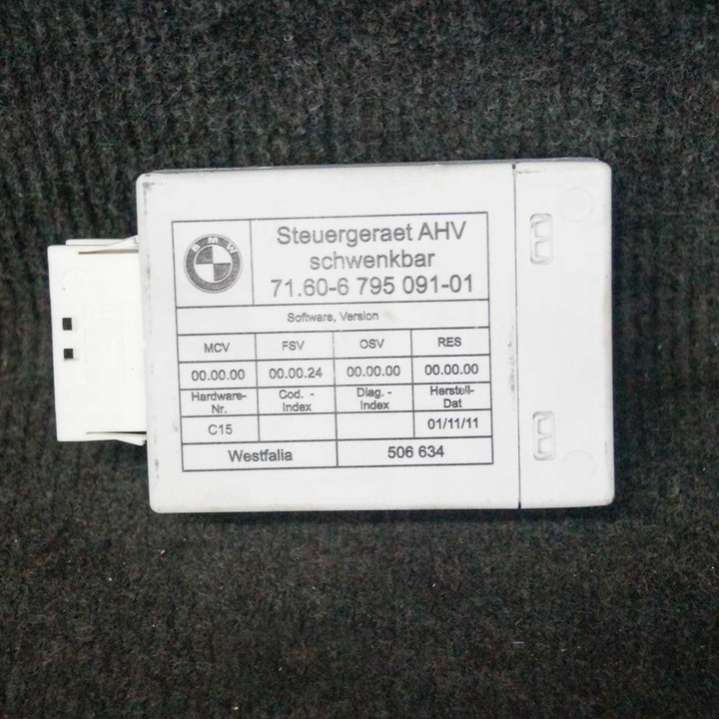 BMW
Steuergeraet AHV
schwenkbar
71.60-6 795 091-01
Software, Version
MCV FSV OSV RES
00.00.00 00.00.24 00.00.00 00.00.00
Hardware- Cod. - Diag. - Herstell-
Nr. Index Index Dat
C15 01/11/11
Westfalia 506 634